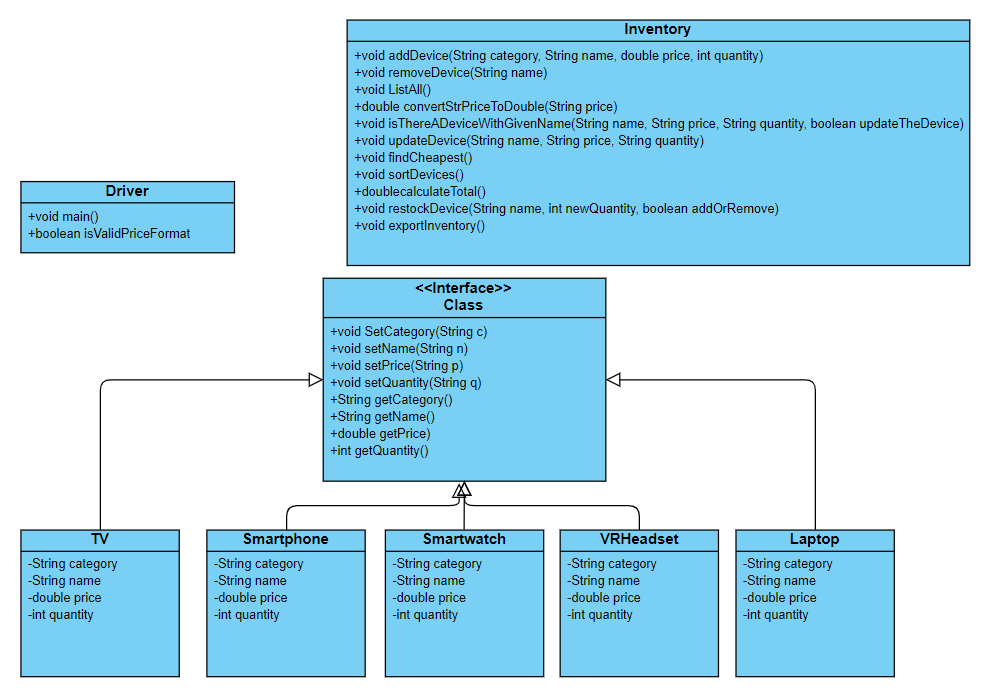 Inventory
+void addDevice(String category, String name, double price, int quantity)
+void removeDevice(String name)
+void ListAll()
+double convertStrPriceToDouble(String price)
+void isThereADeviceWithGivenName(String name, String price, String quantity, boolean updateTheDevice)
+void updateDevice(String name, String price, String quantity)
+void findCheapest()
+void sortDevices()
+doublecalculateTotal()
+void restockDevice(String name, int newQuantity, boolean addOrRemove)
+void exportInventory()
Driver
+void main()
+boolean isValidPriceFormat
<<Interface>>
Class
+void SetCategory(String c)
+void setName(String n)
+void setPrice(String p)
+void setQuantity(String q)
+String getCategory()
+String getName()
+double getPrice)
+int getQuantity()
TV
-String category
-String name
-double price
-int quantity
Smartphone
-String category
-String name
-double price
-int quantity
Smartwatch
-String category
-String name
-double price
-int quantity
VRHeadset
-String category
-String name
-double price
-int quantity
Laptop
-String category
-String name
-double price
-int quantity